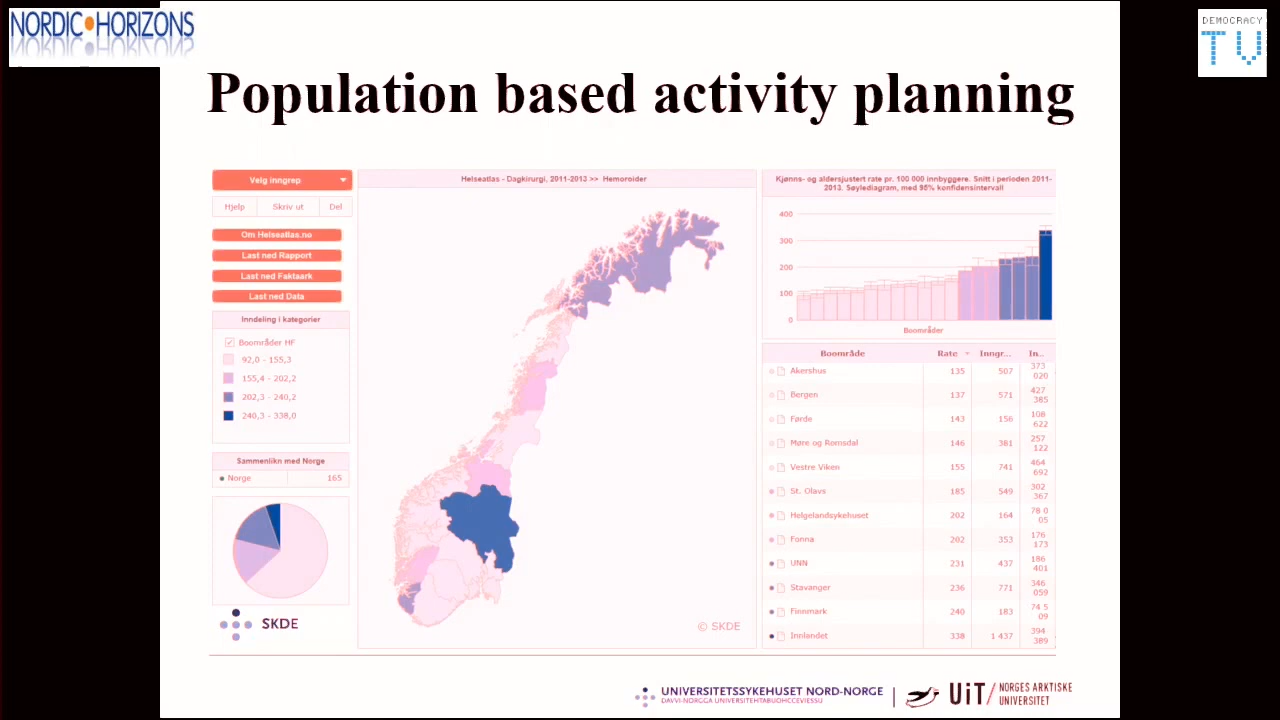 NORDIC HORIZONS
DEMOCRACY
TV
Population based activity planning
Velg inngrep
Hjelp Skriv ut Del
Om Helseatlas.no
Last ned Rapport
Last ned Faktaark
Last ned Data
Inndeling i kategorier
Boområder HF
92,0 - 155,3
155,4 - 202,2
202,3 - 240,2
240,3 - 338,0
Sammenlikn med Norge
Norge 165
SKDE
Helseatlas - Dagkirurgi, 2011-2013 >> Hemoroider
© SKDE
Kjønns- og aldersjustert rate pr. 100 000 innbyggere. Snitt i perioden 2011-
2013. Søylediagram, med 95% konfidensintervall
400
300
200
100
0
Boområder
Boområde Rate Inngr... In..
Akershus 135 507 373 020
Bergen 137 571 427 385
Førde 143 156 108 622
Møre og Romsdal 146 381 257 122
Vestre Viken 155 741 464 692
St. Olavs 185 549 302 367
Helgelandsykehuset 202 164 78 0 05
Fonna 202 353 176 173
UNN 231 437 186 401
Stavanger 236 771 346 059
Finnmark 240 183 74 5 09
Innlandet 338 1 437 394 389
UNIVERSITETSSYKEHUSET NORD-NORGE
DAVVI-NORGGA UNIVERSITEHTABUOHCCEVIESSU
UiT / NORGES ARKTISKE
UNIVERSITET